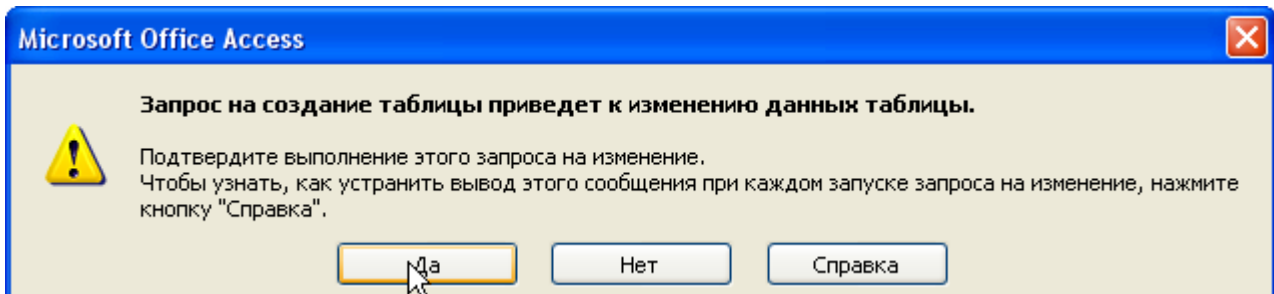 Microsoft Office Access
Запрос на создание таблицы приведет к изменению данных таблицы.
Подтвердите выполнение этого запроса на изменение.
Чтобы узнать, как устранить вывод этого сообщения при каждом запуске запроса на изменение, нажмите
кнопку "Справка".
Да Нет Справка